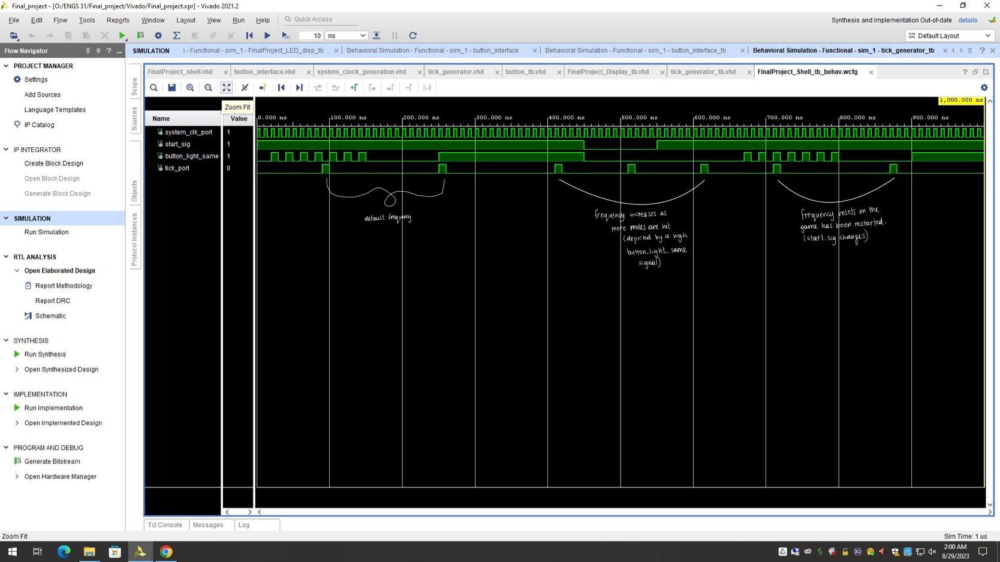 Final_project - [O:/ENGS 31/Final_project/Vivado/Final_project.xpr] - Vivado 2021.2
File Edit Flow Tools Reports Window Layout View Run Help Quick Access
Synthesis and Implementation Out-of-date details
10 ns
Default Layout
Flow Navigator
SIMULATION
n - Functional - sim_1 - FinalProject_LED_disp_tb
Behavioral Simulation - Functional - sim_1 - button_interface
Behavioral Simulation - Functional - sim_1 - button_interface_tb
Behavioral Simulation - Functional - sim_1 - tick_generator_tb
PROJECT MANAGER
Settings
Add Sources
Language Templates
IP Catalog
IP INTEGRATOR
Create Block Design
Open Block Design
Generate Block Design
SIMULATION
Run Simulation
RTL ANALYSIS
Open Elaborated Design
Report Methodology
Report DRC
Schematic
SYNTHESIS
Run Synthesis
Open Synthesized Design
IMPLEMENTATION
Run Implementation
Open Implemented Design
PROGRAM AND DEBUG
Generate Bitstream
Open Hardware Manager
Scope
Sources
Objects
Protocol Instances
FinalProject_shell.vhd
button_interface.vhd
system_clock_generation.vhd
tick_generator.vhd
button_tb.vhd
FinalProject_Display_tb.vhd
tick_generator_tb.vhd
FinalProject_Shell_tb_behav.wcfg
Zoom Fit
1,000.000 ns
Name Value
0.000 ns 100.000 ns 200.000 ns 300.000 ns 400.000 ns 500.000 ns 600.000 ns 700.000 ns 800.000 ns 900.000 ns
system_clk_port 1
start_sig 1
button_light_same 1
tick_port 0
default frequency
frequency increases as
more moles are hit
(depicted by a high
button_light_same
signal)
frequency resets on the
game has been restarted.
(start_sig changes)
Tcl Console Messages Log
Zoom Fit
Sim Time: 1 us
2:00 AM
8/29/2023